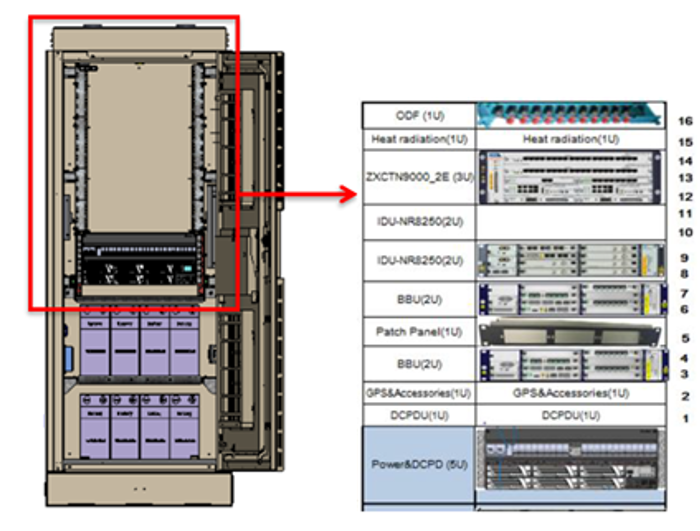 ODF (1U)
16
Heat radiation(1U) Heat radiation(1U) 15
ZXCTN9000_2E (3U)
14
13
12
IDU-NR8250(2U)
11
10
IDU-NR8250(2U)
9
8
BBU(2U)
7
6
Patch Panel(1U)
5
BBU(2U)
4
3
GPS&Accessories(1U) GPS&Accessories(1U) 2
DCPDU(1U) DCPDU(1U) 1
Power&DCPD (5U)